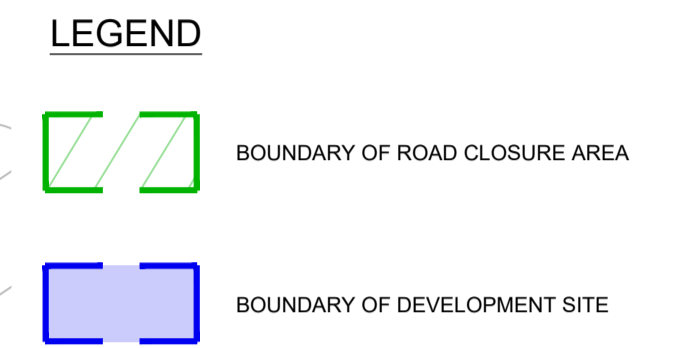 LEGEND
BOUNDARY OF ROAD CLOSURE AREA
BOUNDARY OF DEVELOPMENT SITE